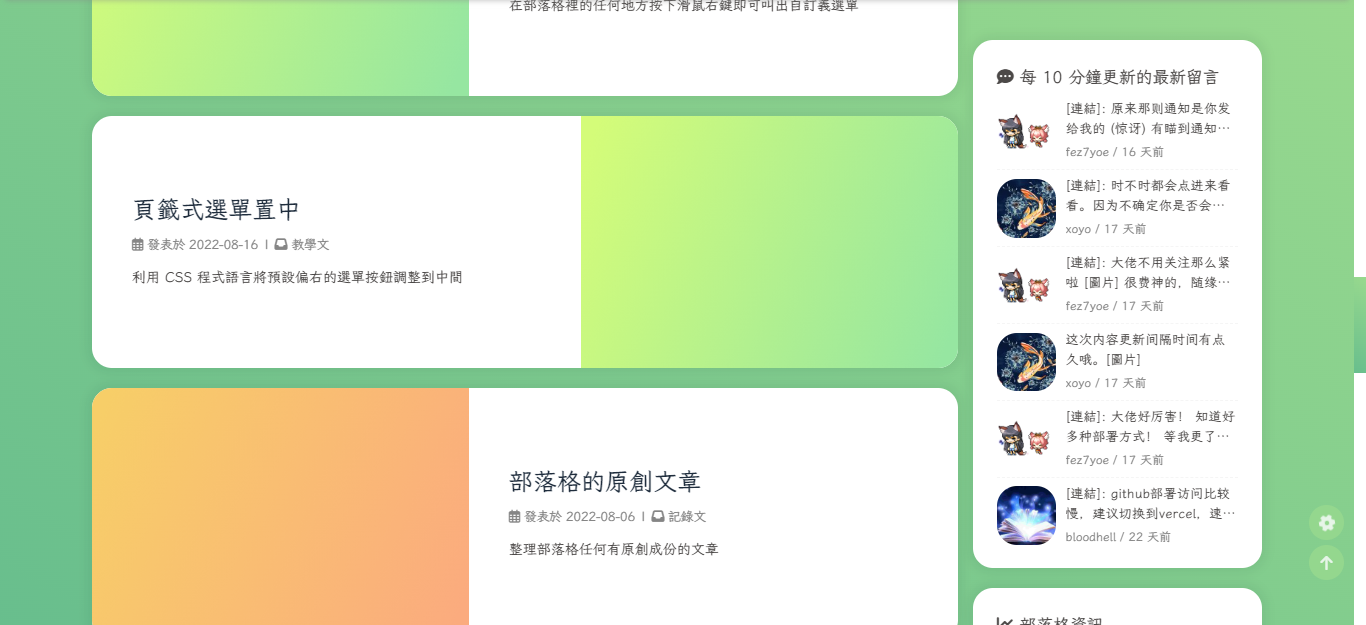 在部落格裡的任何地方按下滑鼠右鍵即可叫出自訂義選單
頁籤式選單置中
發表於 2022-08-16 | 教學文
利用 CSS 程式語言將預設偏右的選單按鈕調整到中間
部落格的原創文章
發表於 2022-08-06 | 記錄文
整理部落格任何有原創成份的文章
每 10 分鐘更新的最新留言
[連結]: 原来那则通知是你发
给我的 (惊讶) 有瞄到通知…
fez7yoe / 16 天前
[連結]: 时不时都会点进来看
看。因为不确定你是否会…
xoyo / 17 天前
[連結]: 大佬不用关注那么紧
啦 [圖片] 很费神的，随缘…
fez7yoe / 17 天前
这次内容更新间隔时间有点
久哦。[圖片]
xoyo / 17 天前
[連結]: 大佬好厉害！ 知道好
多种部署方式！ 等我更了…
fez7yoe / 17 天前
[連結]: github部署访问比较
慢，建议切换到vercel，速…
bloodhell / 22 天前
部落格資訊